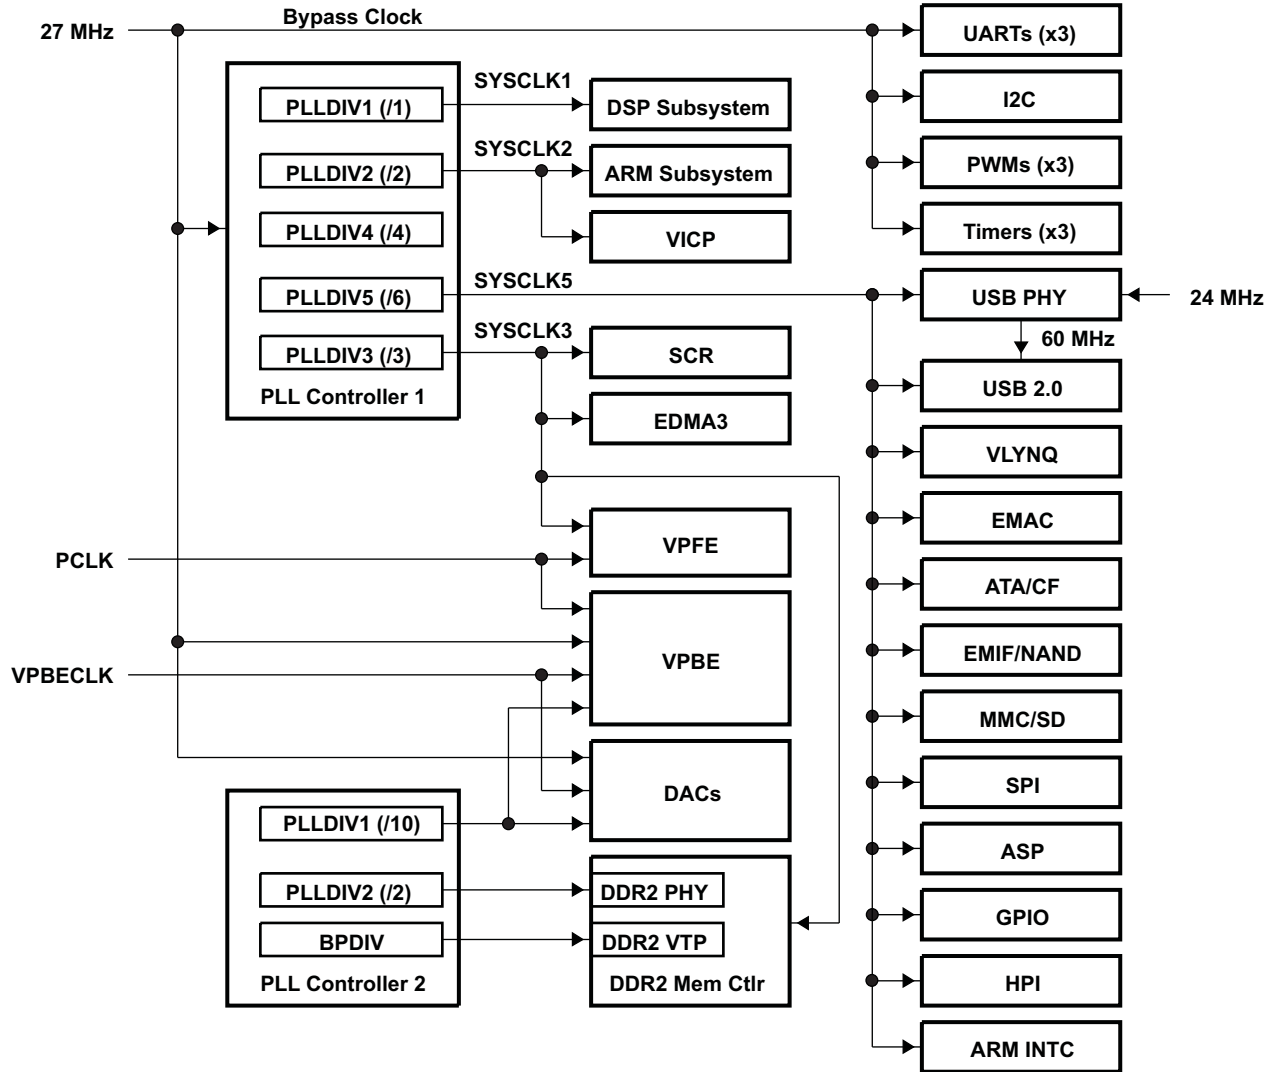 Bypass Clock
27 MHz
UARTs (x3)
I2C
PWMs (x3)
Timers (x3)
PLLDIV1 (/1)
SYSCLK1
DSP Subsystem
PLLDIV2 (/2)
SYSCLK2
ARM Subsystem
VICP
PLLDIV4 (/4)
PLLDIV5 (/6)
SYSCLK5
USB PHY
24 MHz
60 MHz
PLLDIV3 (/3)
SYSCLK3
SCR
PLL Controller 1
EDMA3
USB 2.0
VLYNQ
EMAC
ATA/CF
EMIF/NAND
MMC/SD
SPI
ASP
GPIO
HPI
ARM INTC
PCLK
VPFE
VPBE
VPBECLK
DACs
PLLDIV1 (/10)
PLLDIV2 (/2)
DDR2 PHY
BPDIV
DDR2 VTP
PLL Controller 2
DDR2 Mem Ctlr